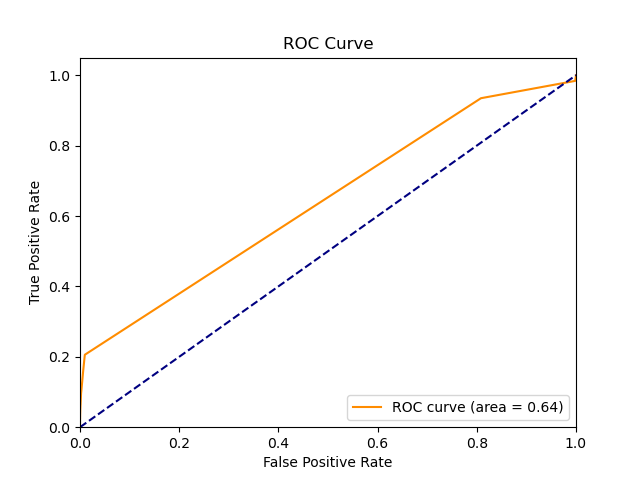 ROC Curve
1.0
0.8
0.6
0.4
0.2
0.0
True Positive Rate
0.0 0.2 0.4 0.6 0.8 1.0
False Positive Rate
ROC curve (area = 0.64)